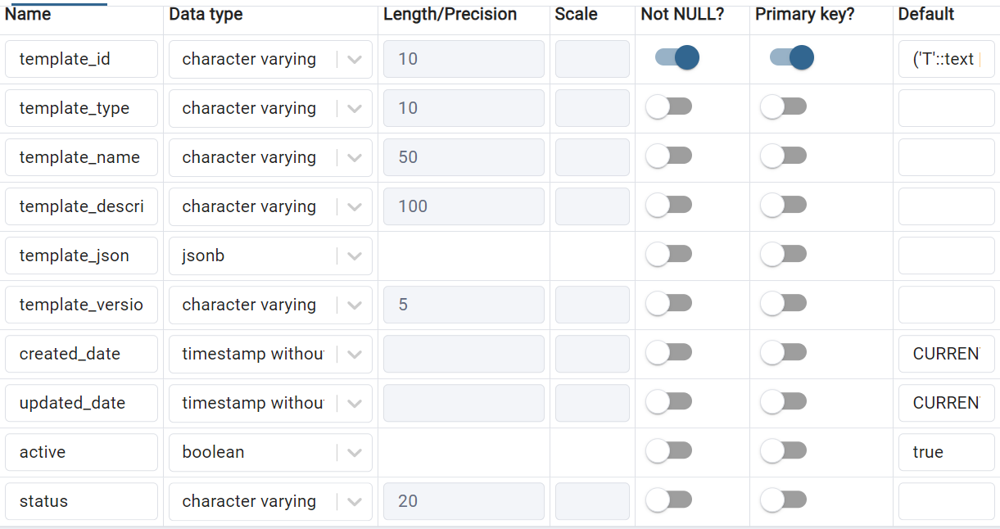 Name Data type Length/Precision Scale Not NULL? Primary key? Default
template_id character varying 10 ('T'::text
template_type character varying 10
template_name character varying 50
template_descri character varying 100
template_json jsonb
template_versio character varying 5
created_date timestamp withou CURREN
updated_date timestamp withou CURREN
active boolean true
status character varying 20